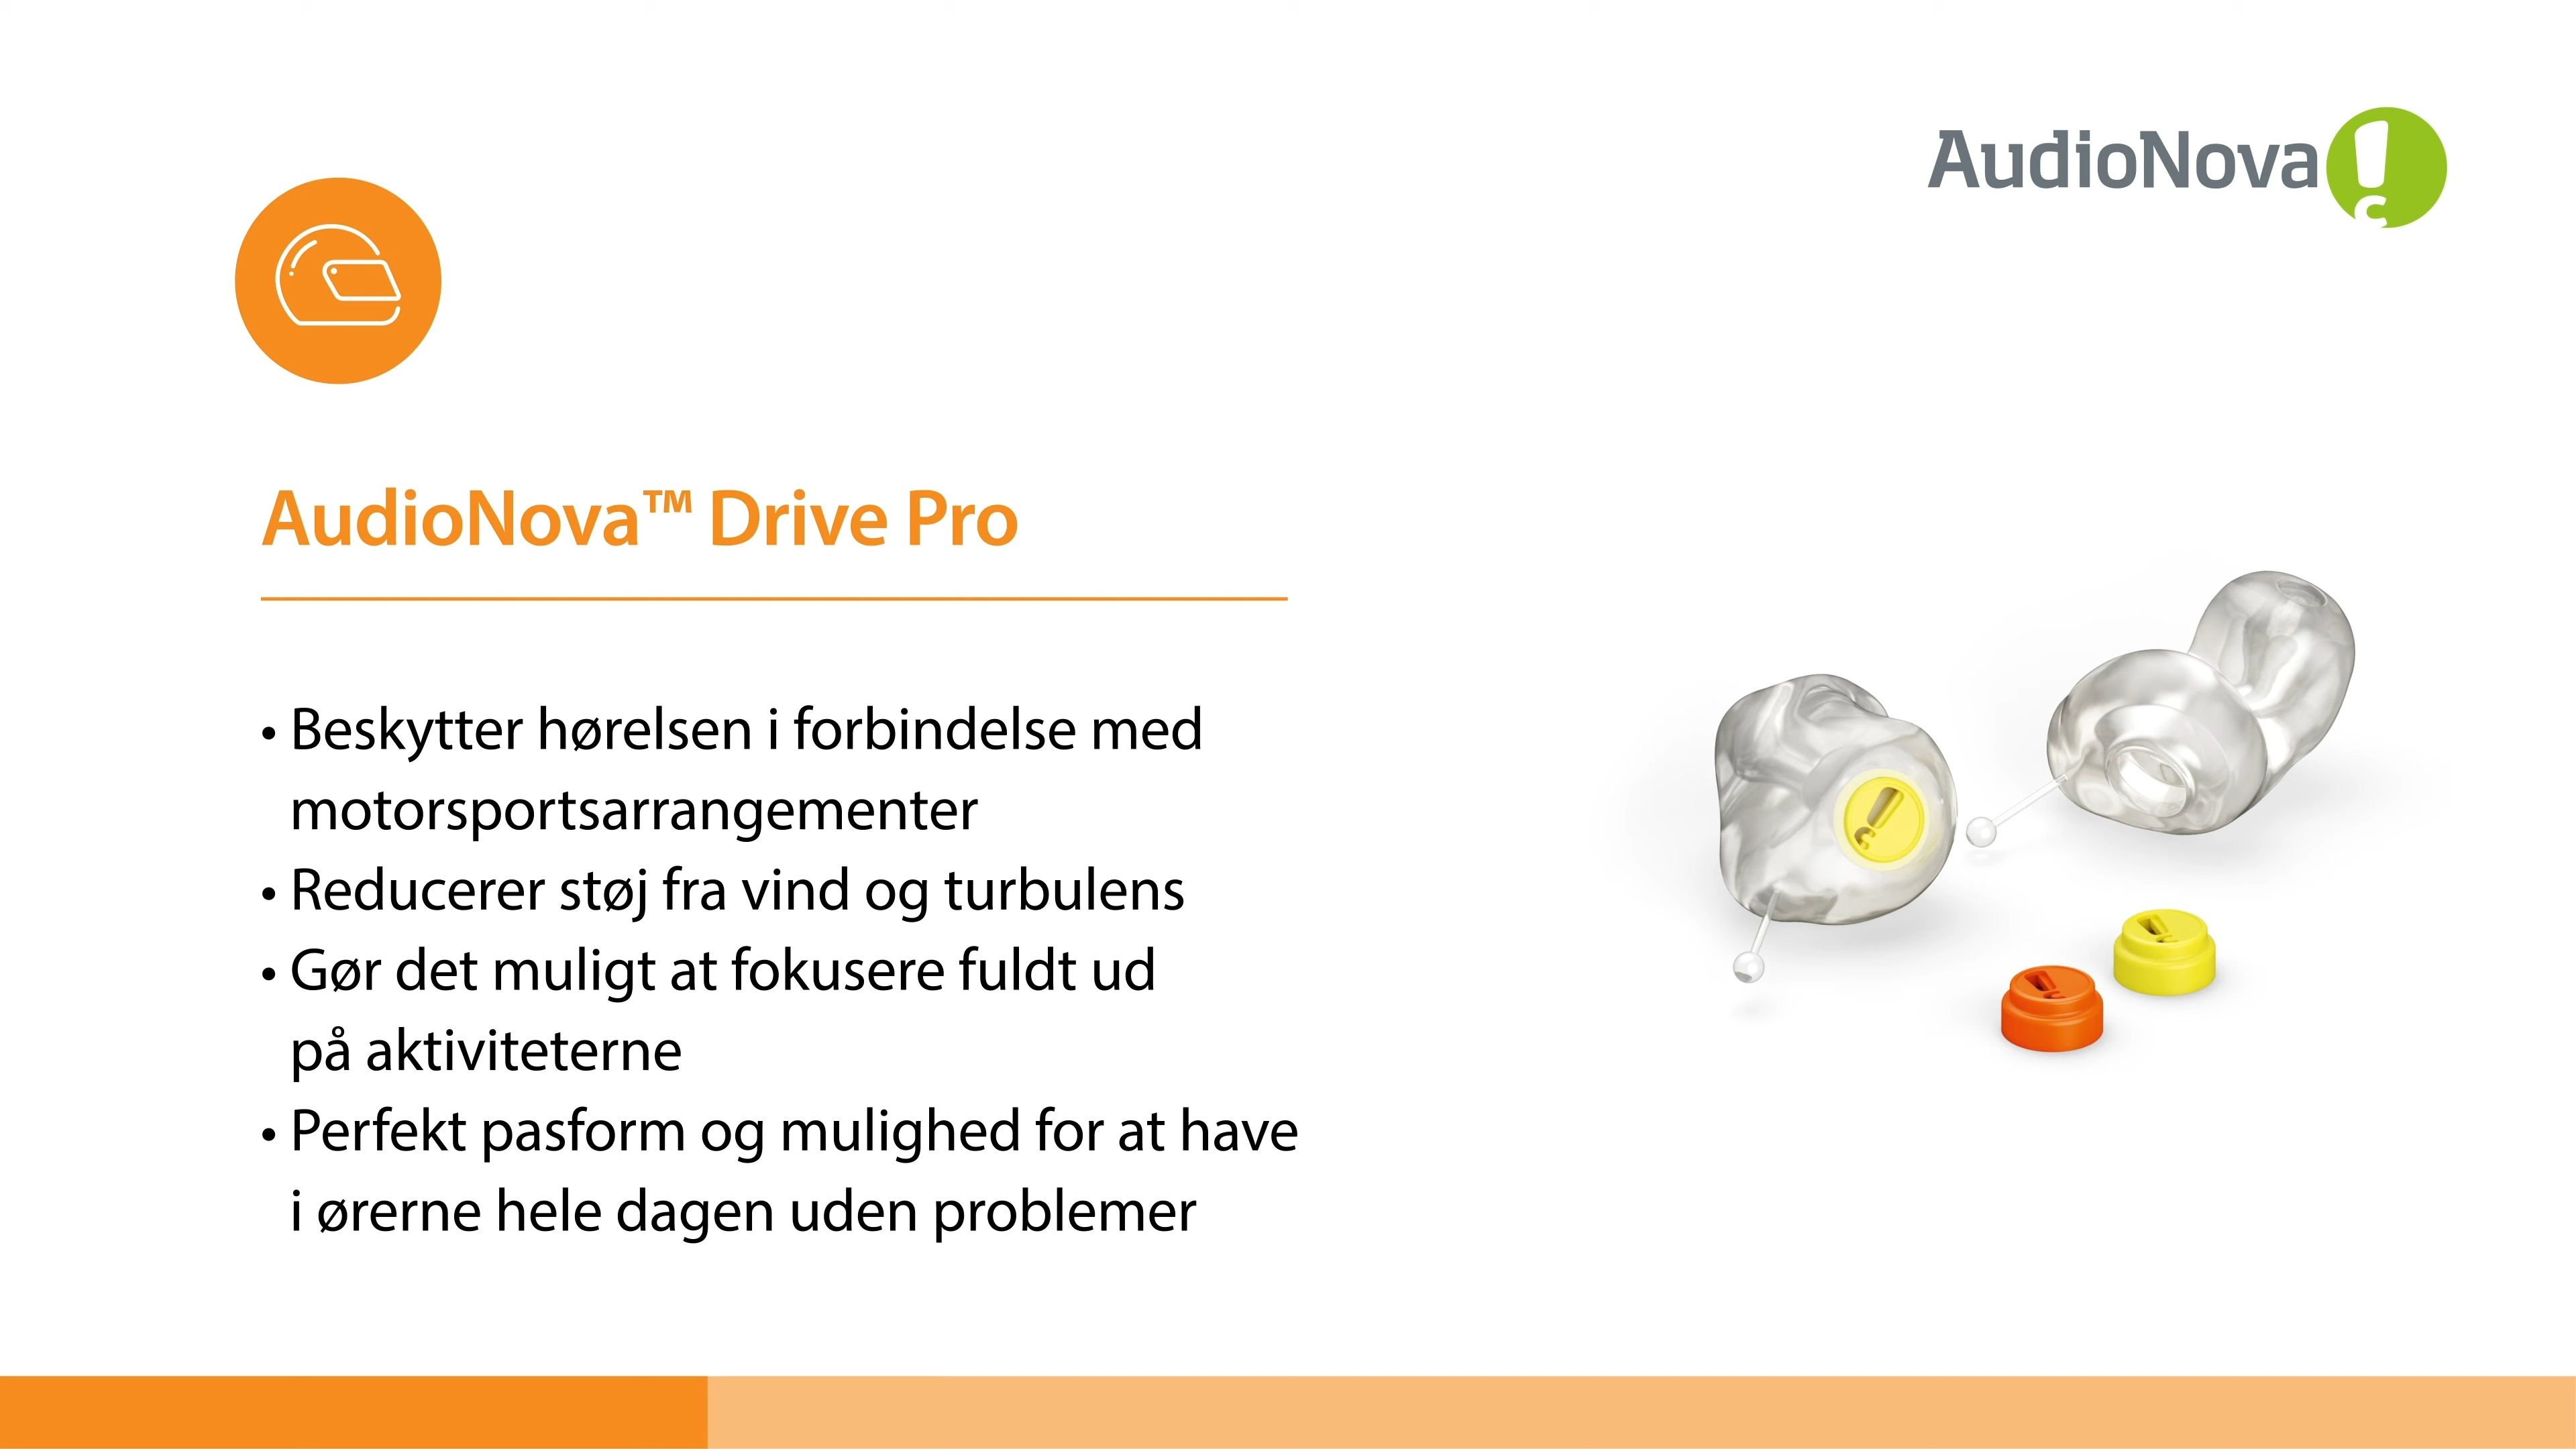 AudioNova
AudioNova™ Drive Pro
• Beskytter hørelsen i forbindelse med
motorsportsarrangementer
• Reducerer støj fra vind og turbulens
• Gør det muligt at fokusere fuldt ud
på aktiviteterne
• Perfekt pasform og mulighed for at have
i ørerne hele dagen uden problemer